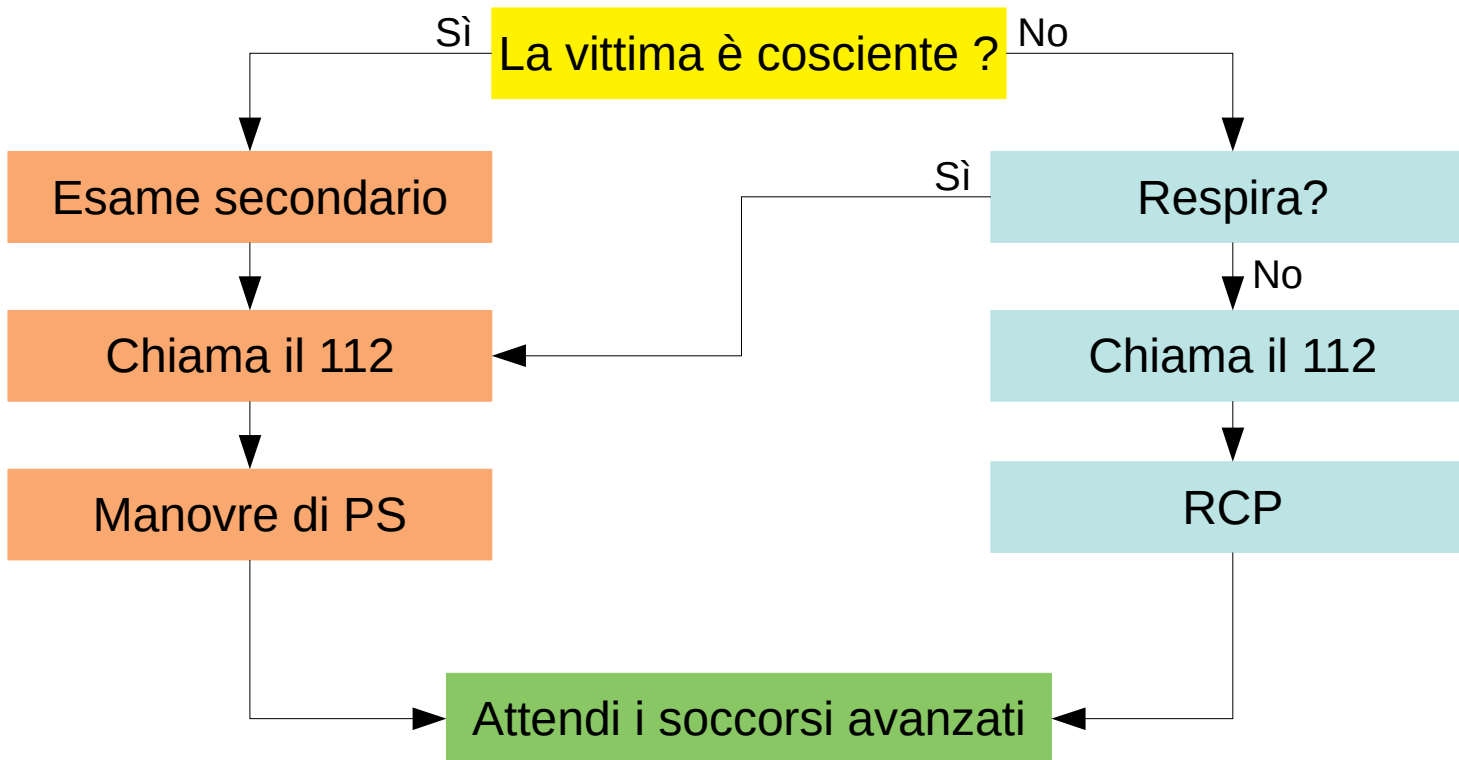 Sì
La vittima è cosciente ?
No
Esame secondario
Sì
Respira?
No
Chiama il 112
Chiama il 112
Manovre di PS
RCP
Attendi i soccorsi avanzati